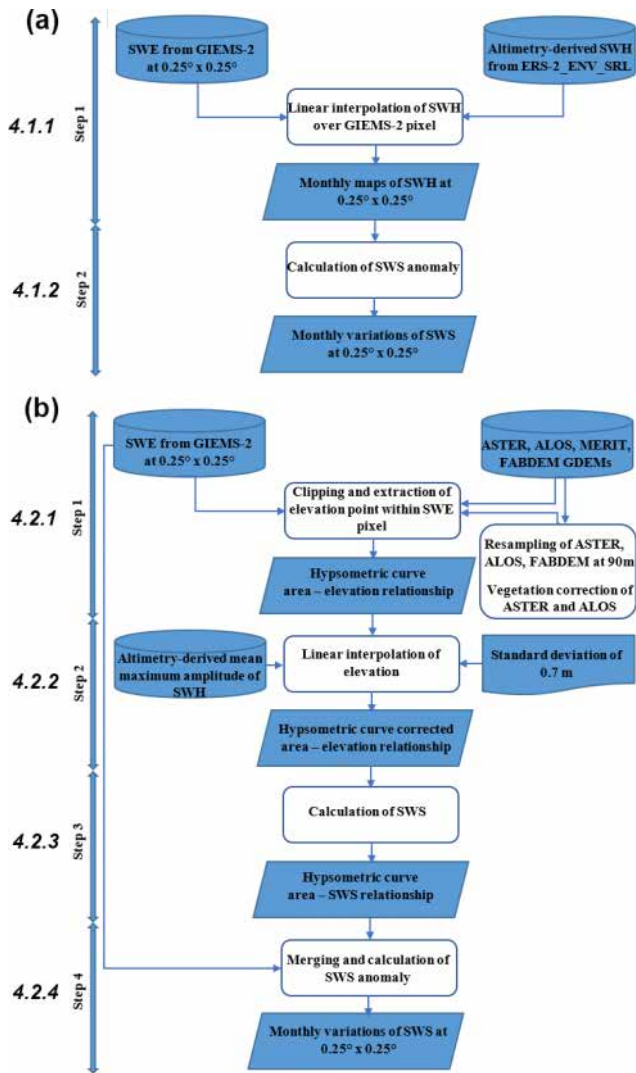 (a)
SWE from GIEMS-2
at 0.25° x 0.25°
Altimetry-derived SWH
from ERS-2_ENV_SRL
4.1.1
Step 1
Linear interpolation of SWH
over GIEMS-2 pixel
Monthly maps of SWH at
0.25° x 0.25°
4.1.2
Step 2
Calculation of SWS anomaly
Monthly variations of SWS
at 0.25° x 0.25°
(b)
SWE from GIEMS-2
at 0.25° x 0.25°
ASTER, ALOS, MERIT,
FABDEM GDEMs
4.2.1
Step 1
Clipping and extraction of
elevation point within SWE
pixel
Resampling of ASTER,
ALOS, FABDEM at 90m
Vegetation correction of
ASTER and ALOS
Hypsometric curve
area – elevation relationship
4.2.2
Step 2
Altimetry-derived mean
maximum amplitude of
SWH
Linear interpolation of
elevation
Standard deviation of
0.7 m
Hypsometric curve corrected
area – elevation relationship
4.2.3
Step 3
Calculation of SWS
Hypsometric curve
area – SWS relationship
4.2.4
Step 4
Merging and calculation of
SWS anomaly
Monthly variations of SWS at
0.25° x 0.25°